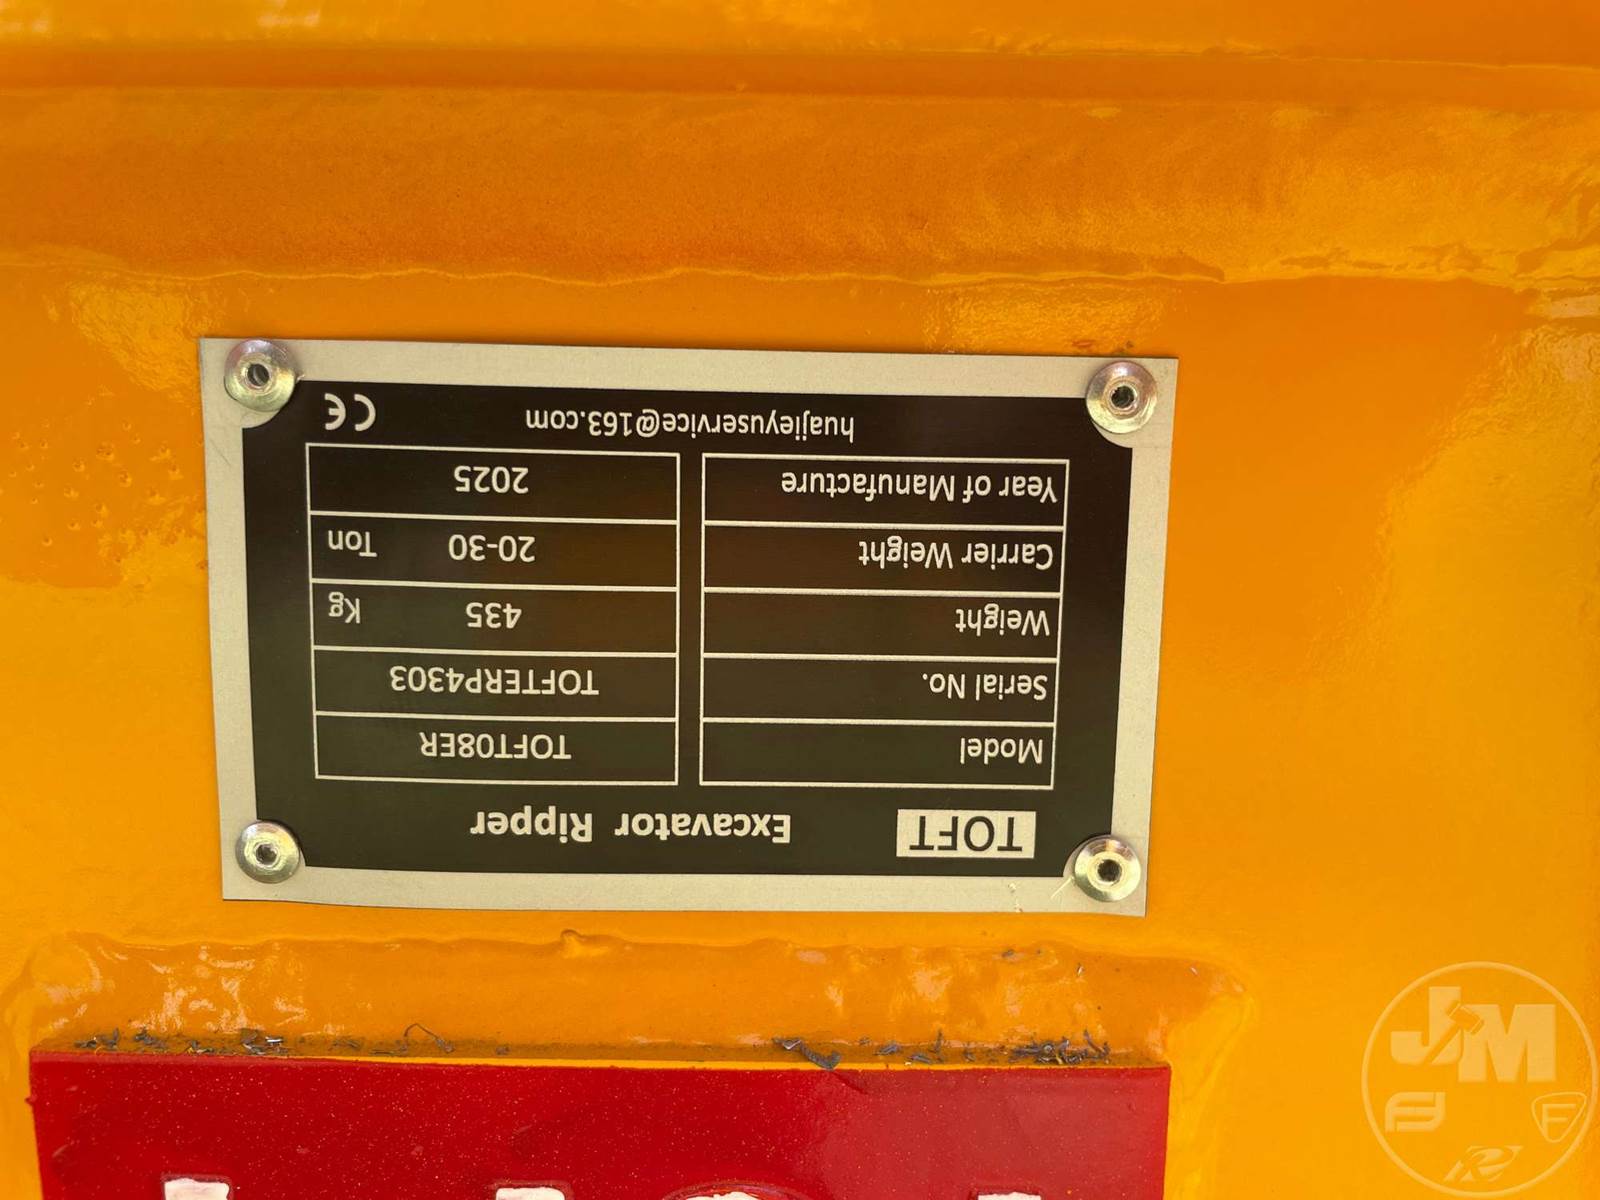 TOFT Excavator Ripper
Model TOFT08ER
Serial No. TOFTERP4303
Weight 435 Kg
Carrier Weight 20-30 Ton
Year of Manufacture 2025
huajieyuservice@163.com CE
JM